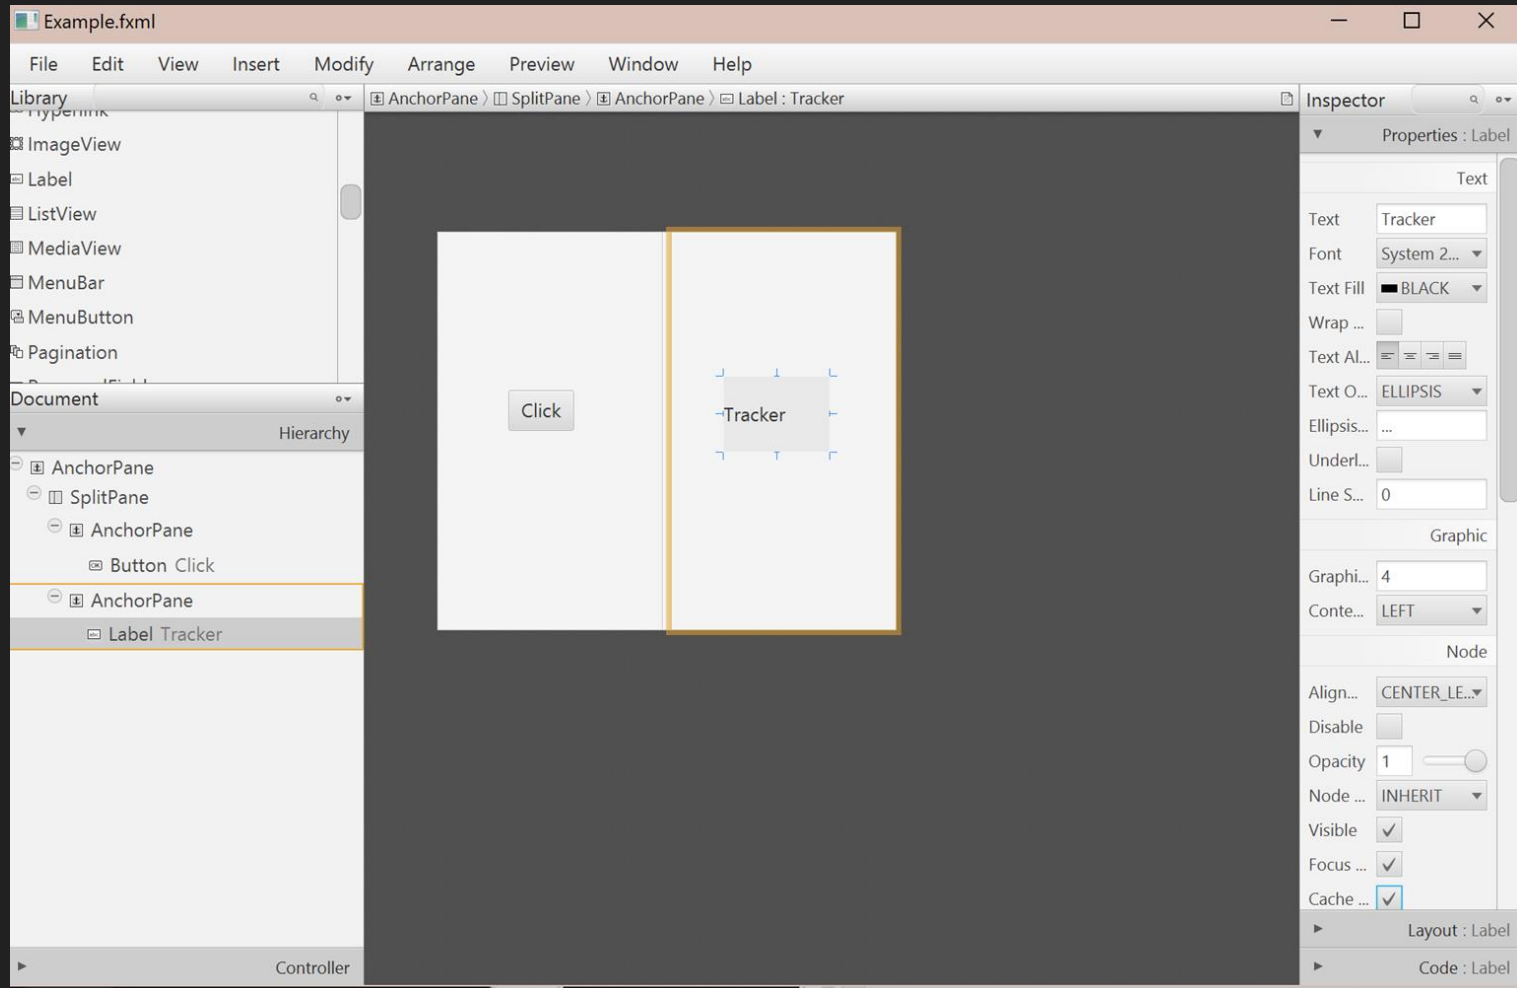 Example.fxml
File Edit View Insert Modify Arrange Preview Window Help
Library
Hyperlink
ImageView
Label
ListView
MediaView
MenuBar
MenuButton
Pagination
Document
Hierarchy
AnchorPane
SplitPane
AnchorPane
Button Click
AnchorPane
Label Tracker
Controller
AnchorPane SplitPane AnchorPane Label : Tracker
Click
Tracker
Inspector
Properties : Label
Text
Text Tracker
Font System 2...
Text Fill BLACK
Wrap ...
Text Al...
Text O... ELLIPSIS
Ellipsis... ...
Underl...
Line S... 0
Graphic
Graphi... 4
Conte... LEFT
Node
Align... CENTER_LE...
Disable
Opacity 1
Node ... INHERIT
Visible
Focus ...
Cache ...
Layout : Label
Code : Label